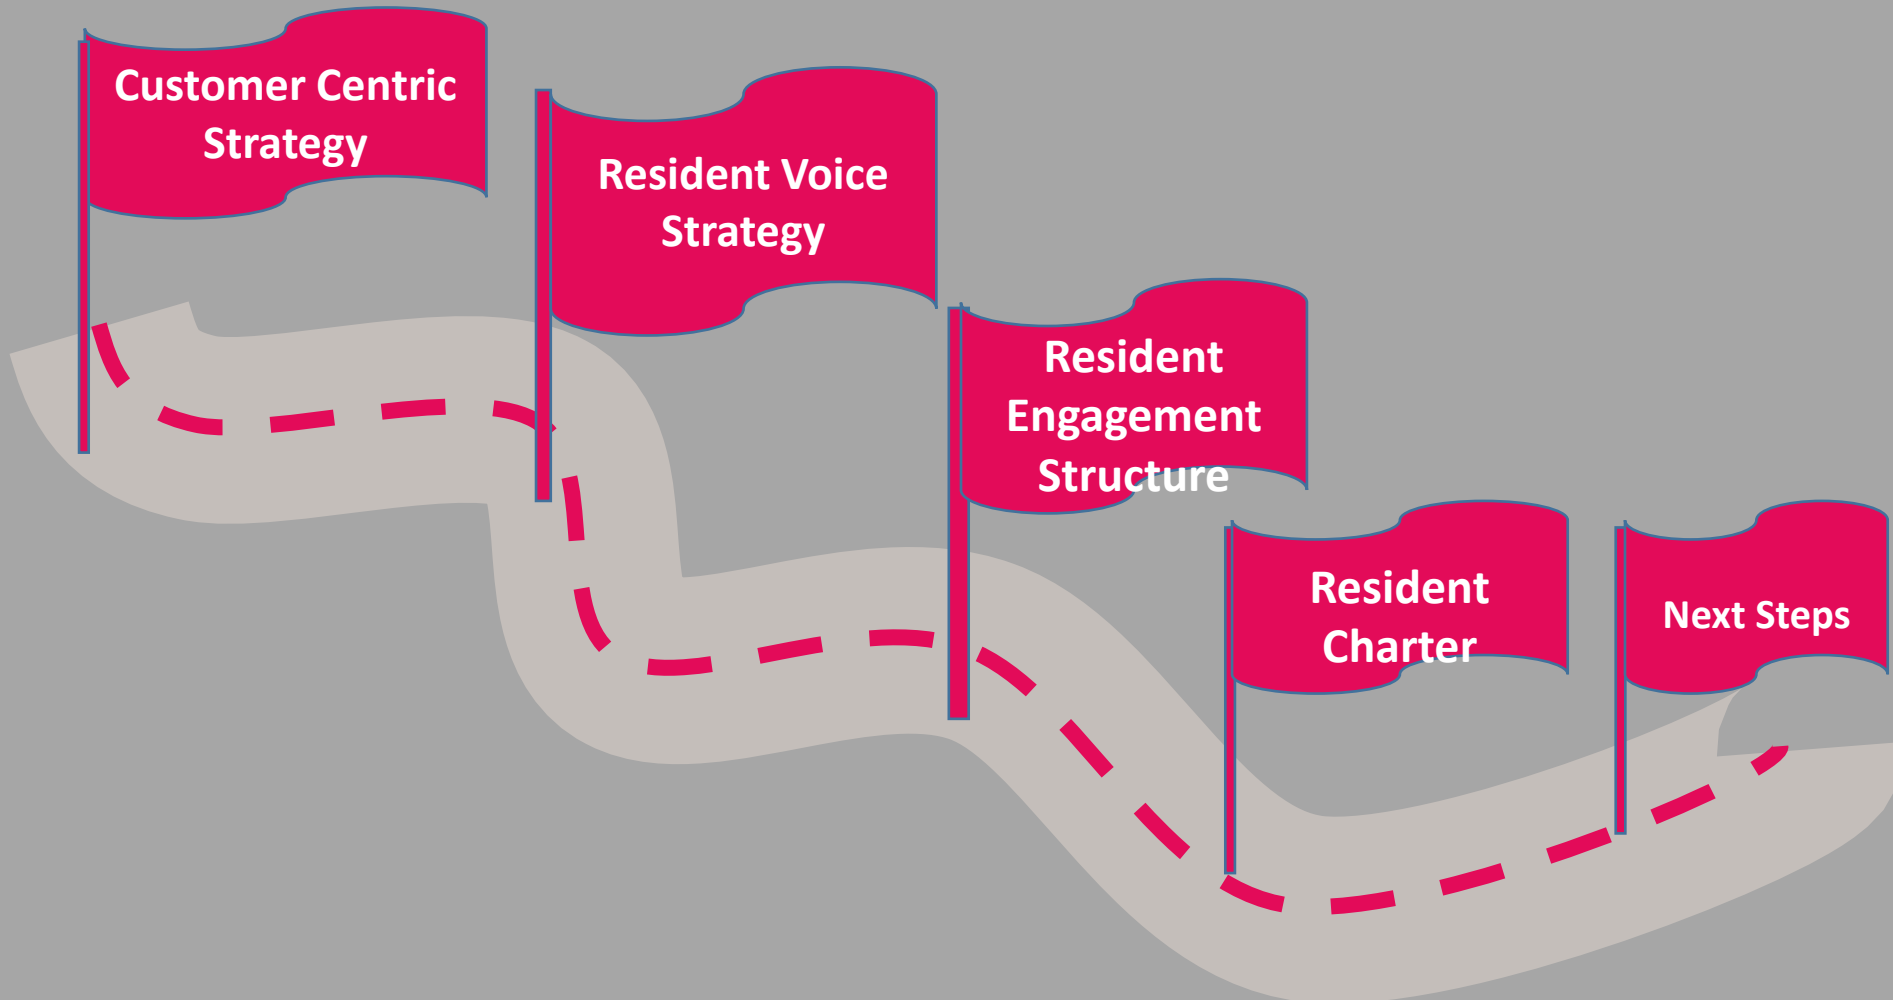 Customer Centric
Strategy
Resident Voice
Strategy
Resident
Engagement
Structure
Resident
Charter
Next Steps